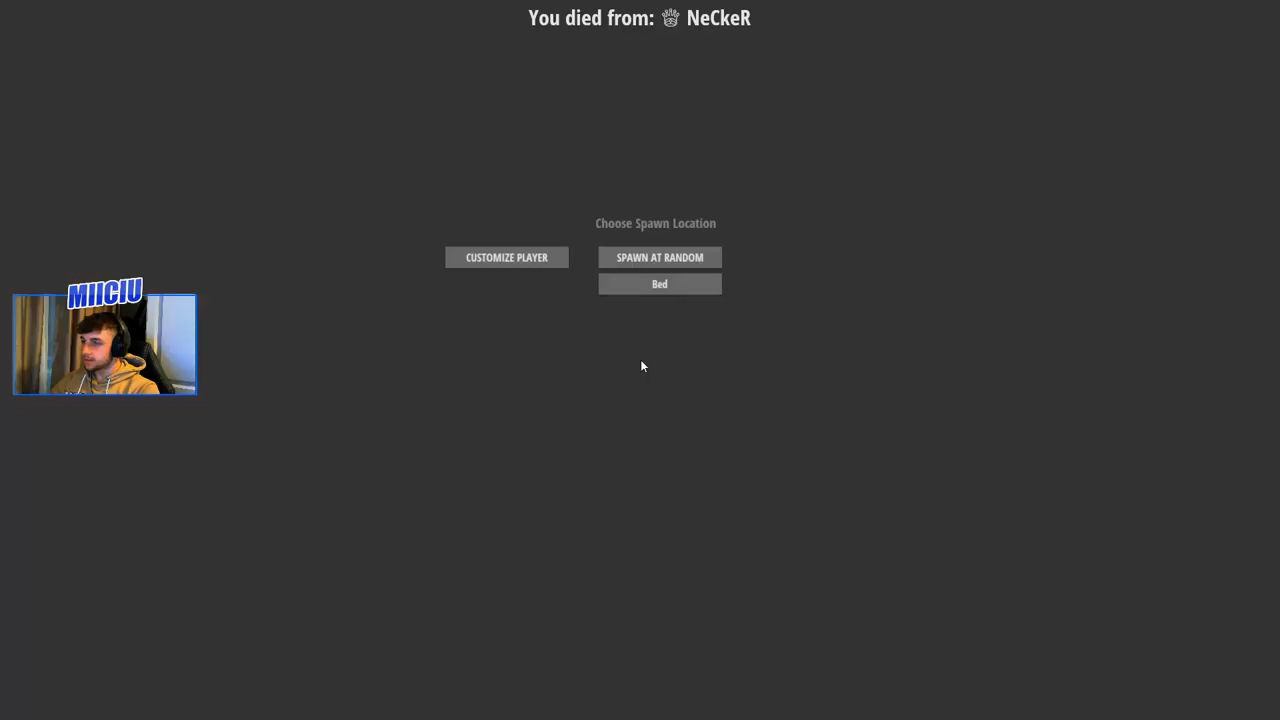 You died from: NeCkeR
Choose Spawn Location
CUSTOMIZE PLAYER
SPAWN AT RANDOM
Bed
MIICIU